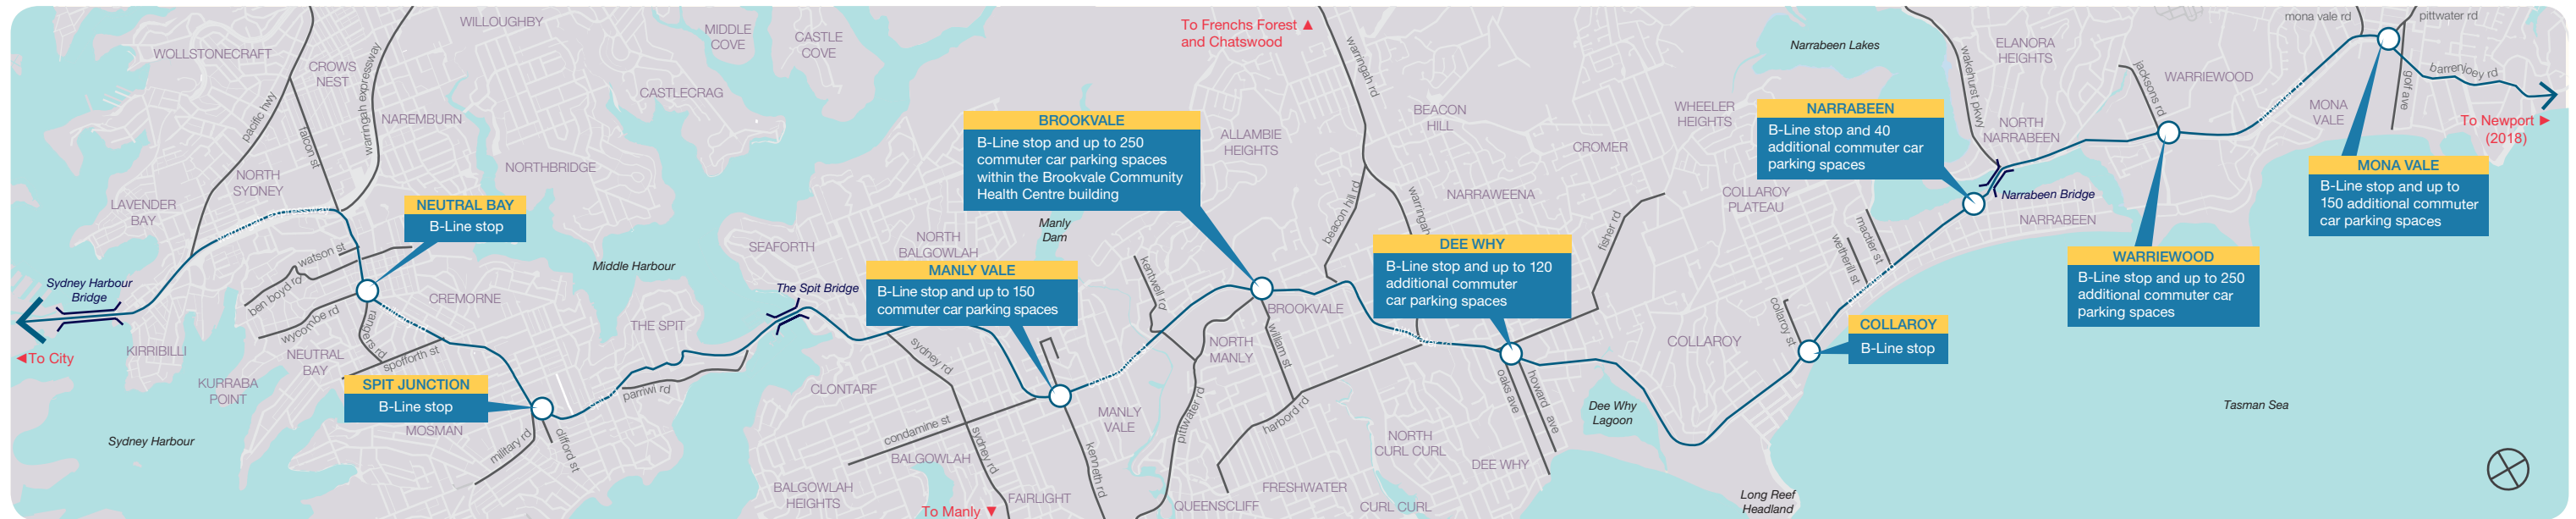 WOLLSTONECRAFT
CROWS
NEST
WILLOUGHBY
pacific hwy
falcon st
warringah expressway
NAREMBURN
NORTH
SYDNEY
LAVENDER
BAY
MIDDLE
COVE
CASTLE
COVE
CASTLECRAG
NORTHBRIDGE
NEUTRAL BAY
B-Line stop
watson st
ben boyd rd
wycombe rd
rangers rd
spofforth st
CREMORNE
Sydney Harbour
Bridge
◀To City
KIRRIBILLI
KURRABA
POINT
NEUTRAL
BAY
Sydney Harbour
SPIT JUNCTION
B-Line stop
MOSMAN
military rd
clifford st
Middle Harbour
THE SPIT
parriwi rd
SEAFORTH
The Spit Bridge
CLONTARF
BALGOWLAH
HEIGHTS
NORTH
BALGOWLAH
MANLY VALE
B-Line stop and up to 150
commuter car parking spaces
sydney rd
condamine st
BALGOWLAH
sydney rd
To Manly ▼
FAIRLIGHT
kenneth rd
MANLY
VALE
Manly
Dam
kentwell rd
To Frenchs Forest ▲
and Chatswood
BROOKVALE
B-Line stop and up to 250
commuter car parking spaces
within the Brookvale Community
Health Centre building
ALLAMBIE
HEIGHTS
warringah rd
BEACON
HILL
beacon hill rd
warringah
BROOKVALE
NORTH
MANLY
william st
pittwater rd
harbord rd
QUEENSCLIFF
FRESHWATER
CURL CURL
NORTH
CURL CURL
DEE WHY
NARRAWEENA
CROMER
fisher rd
DEE WHY
B-Line stop and up to 120
additional commuter
car parking spaces
oaks ave
howard ave
Dee Why
Lagoon
WHEELER
HEIGHTS
COLLAROY
PLATEAU
COLLAROY
Long Reef
Headland
wetherill st
mactier st
collaroy st
COLLAROY
B-Line stop
Narrabeen Lakes
NARRABEEN
B-Line stop and 40
additional commuter car
parking spaces
wakehurst pkwy
ELANORA
HEIGHTS
NORTH
NARRABEEN
Narrabeen Bridge
NARRABEEN
jacksons rd
WARRIEWOOD
WARRIEWOOD
B-Line stop and up to 250
additional commuter car
parking spaces
mona vale rd
pittwater rd
MONA
VALE
golf ave
barrenjoey rd
To Newport ▶
(2018)
MONA VALE
B-Line stop and up to
150 additional commuter
car parking spaces
Tasman Sea